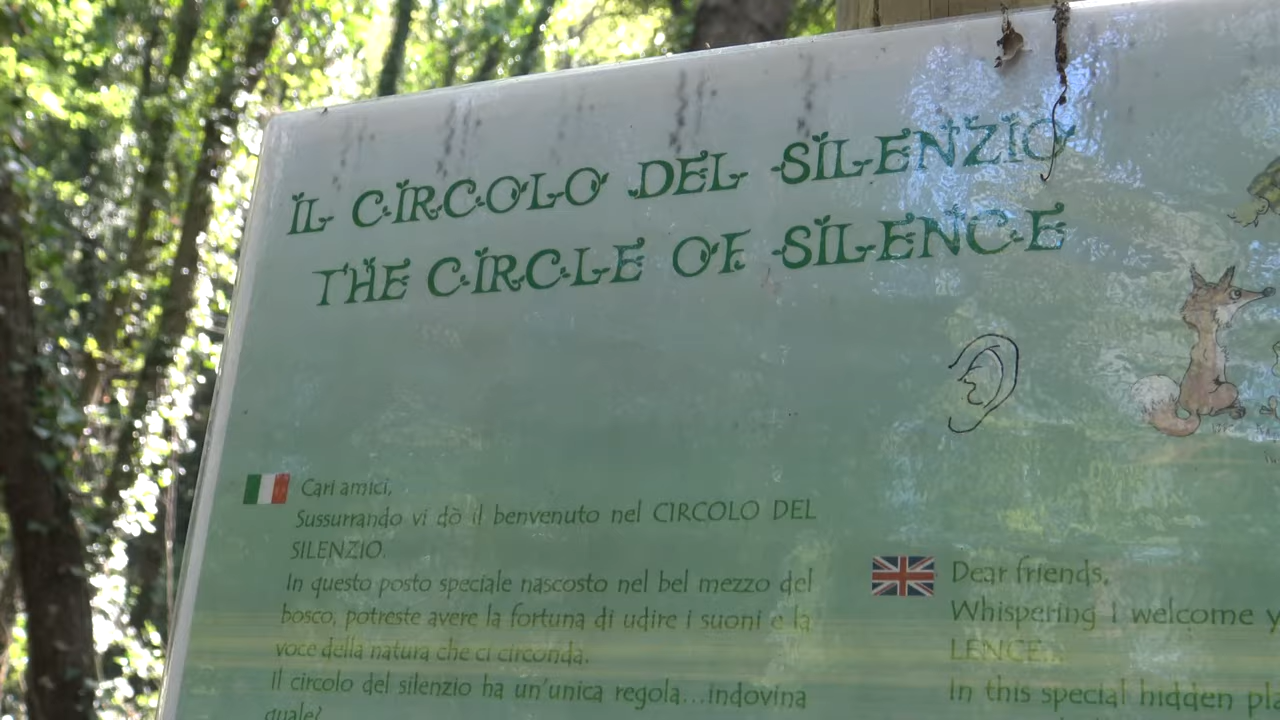 IL CIRCOLO DEL SILENZIO
THE CIRCLE OF SILENCE
Cari amici,
Sussurrando vi dò il benvenuto nel CIRCOLO DEL
SILENZIO.
In questo posto speciale nascosto nel bel mezzo del
bosco, potreste avere la fortuna di udire i suoni e la
voce della natura che ci circonda.
Il circolo del silenzio ha un'unica regola...indovina
quale?
Dear friends,
Whispering I welcome
LENCE...
In this special hidden